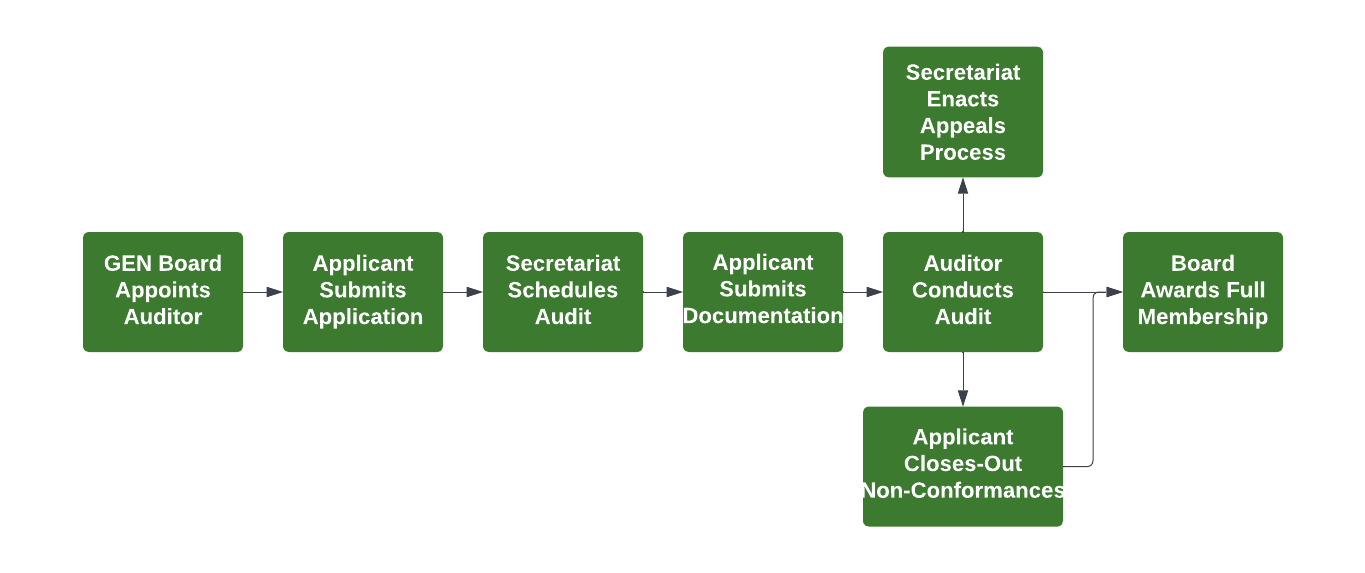 Secretariat
Enacts
Appeals
Process
GEN Board
Appoints
Auditor
Applicant
Submits
Application
Secretariat
Schedules
Audit
Applicant
Submits
Documentation
Auditor
Conducts
Audit
Board
Awards Full
Membership
Applicant
Closes-Out
Non-Conformances